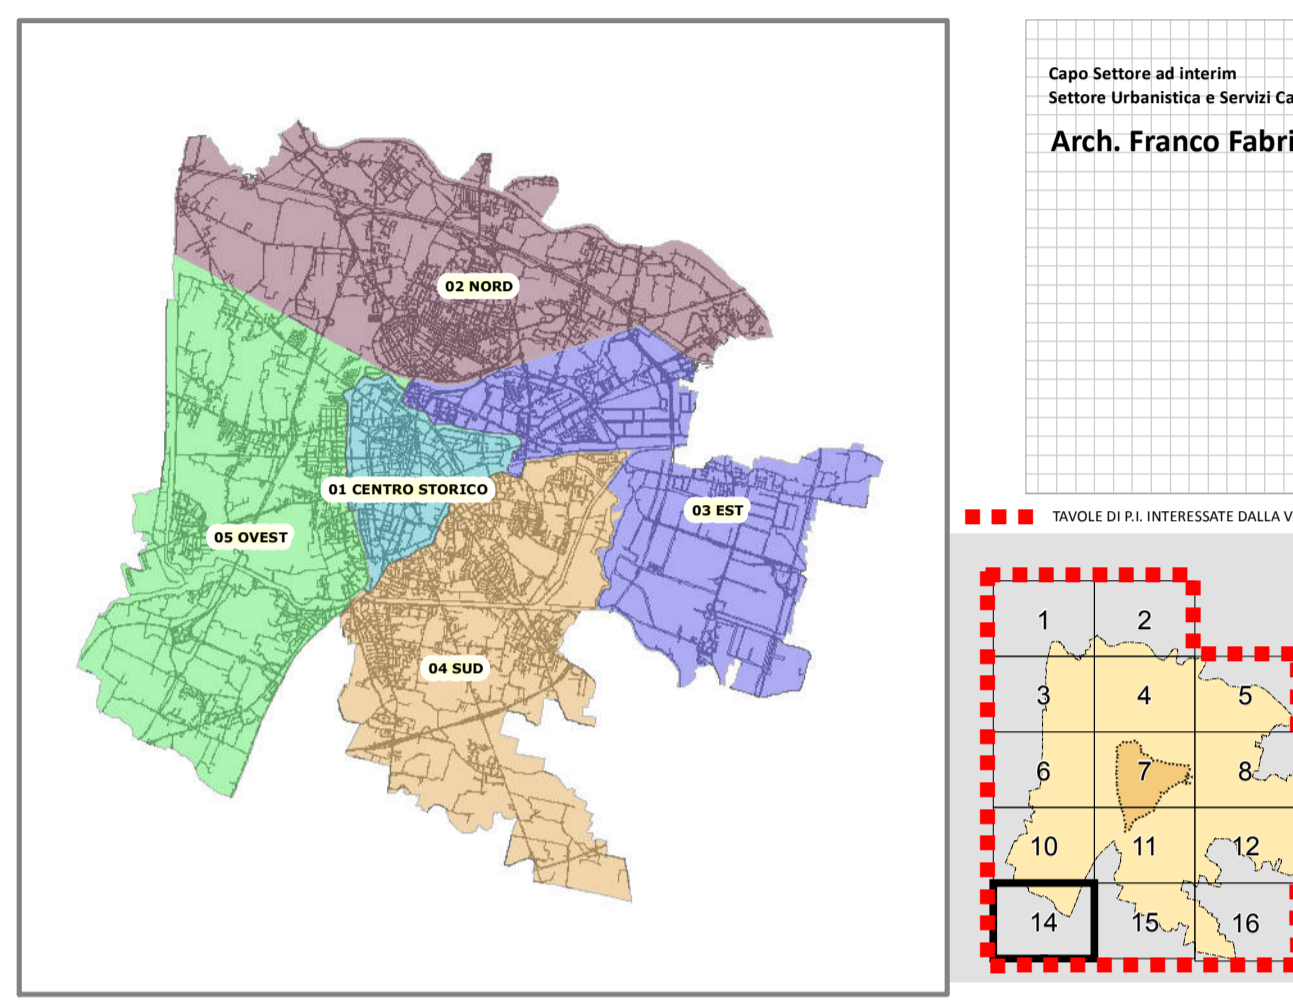 02 NORD
01 CENTRO STORICO
03 EST
05 OVEST
04 SUD
Capo Settore ad interim
Settore Urbanistica e Servizi
Arch. Franco
TAVOLE DI P.I. INTERESSATE DALLA
1 2
3 4 5
6 7 8
10 11 12
14 15 16